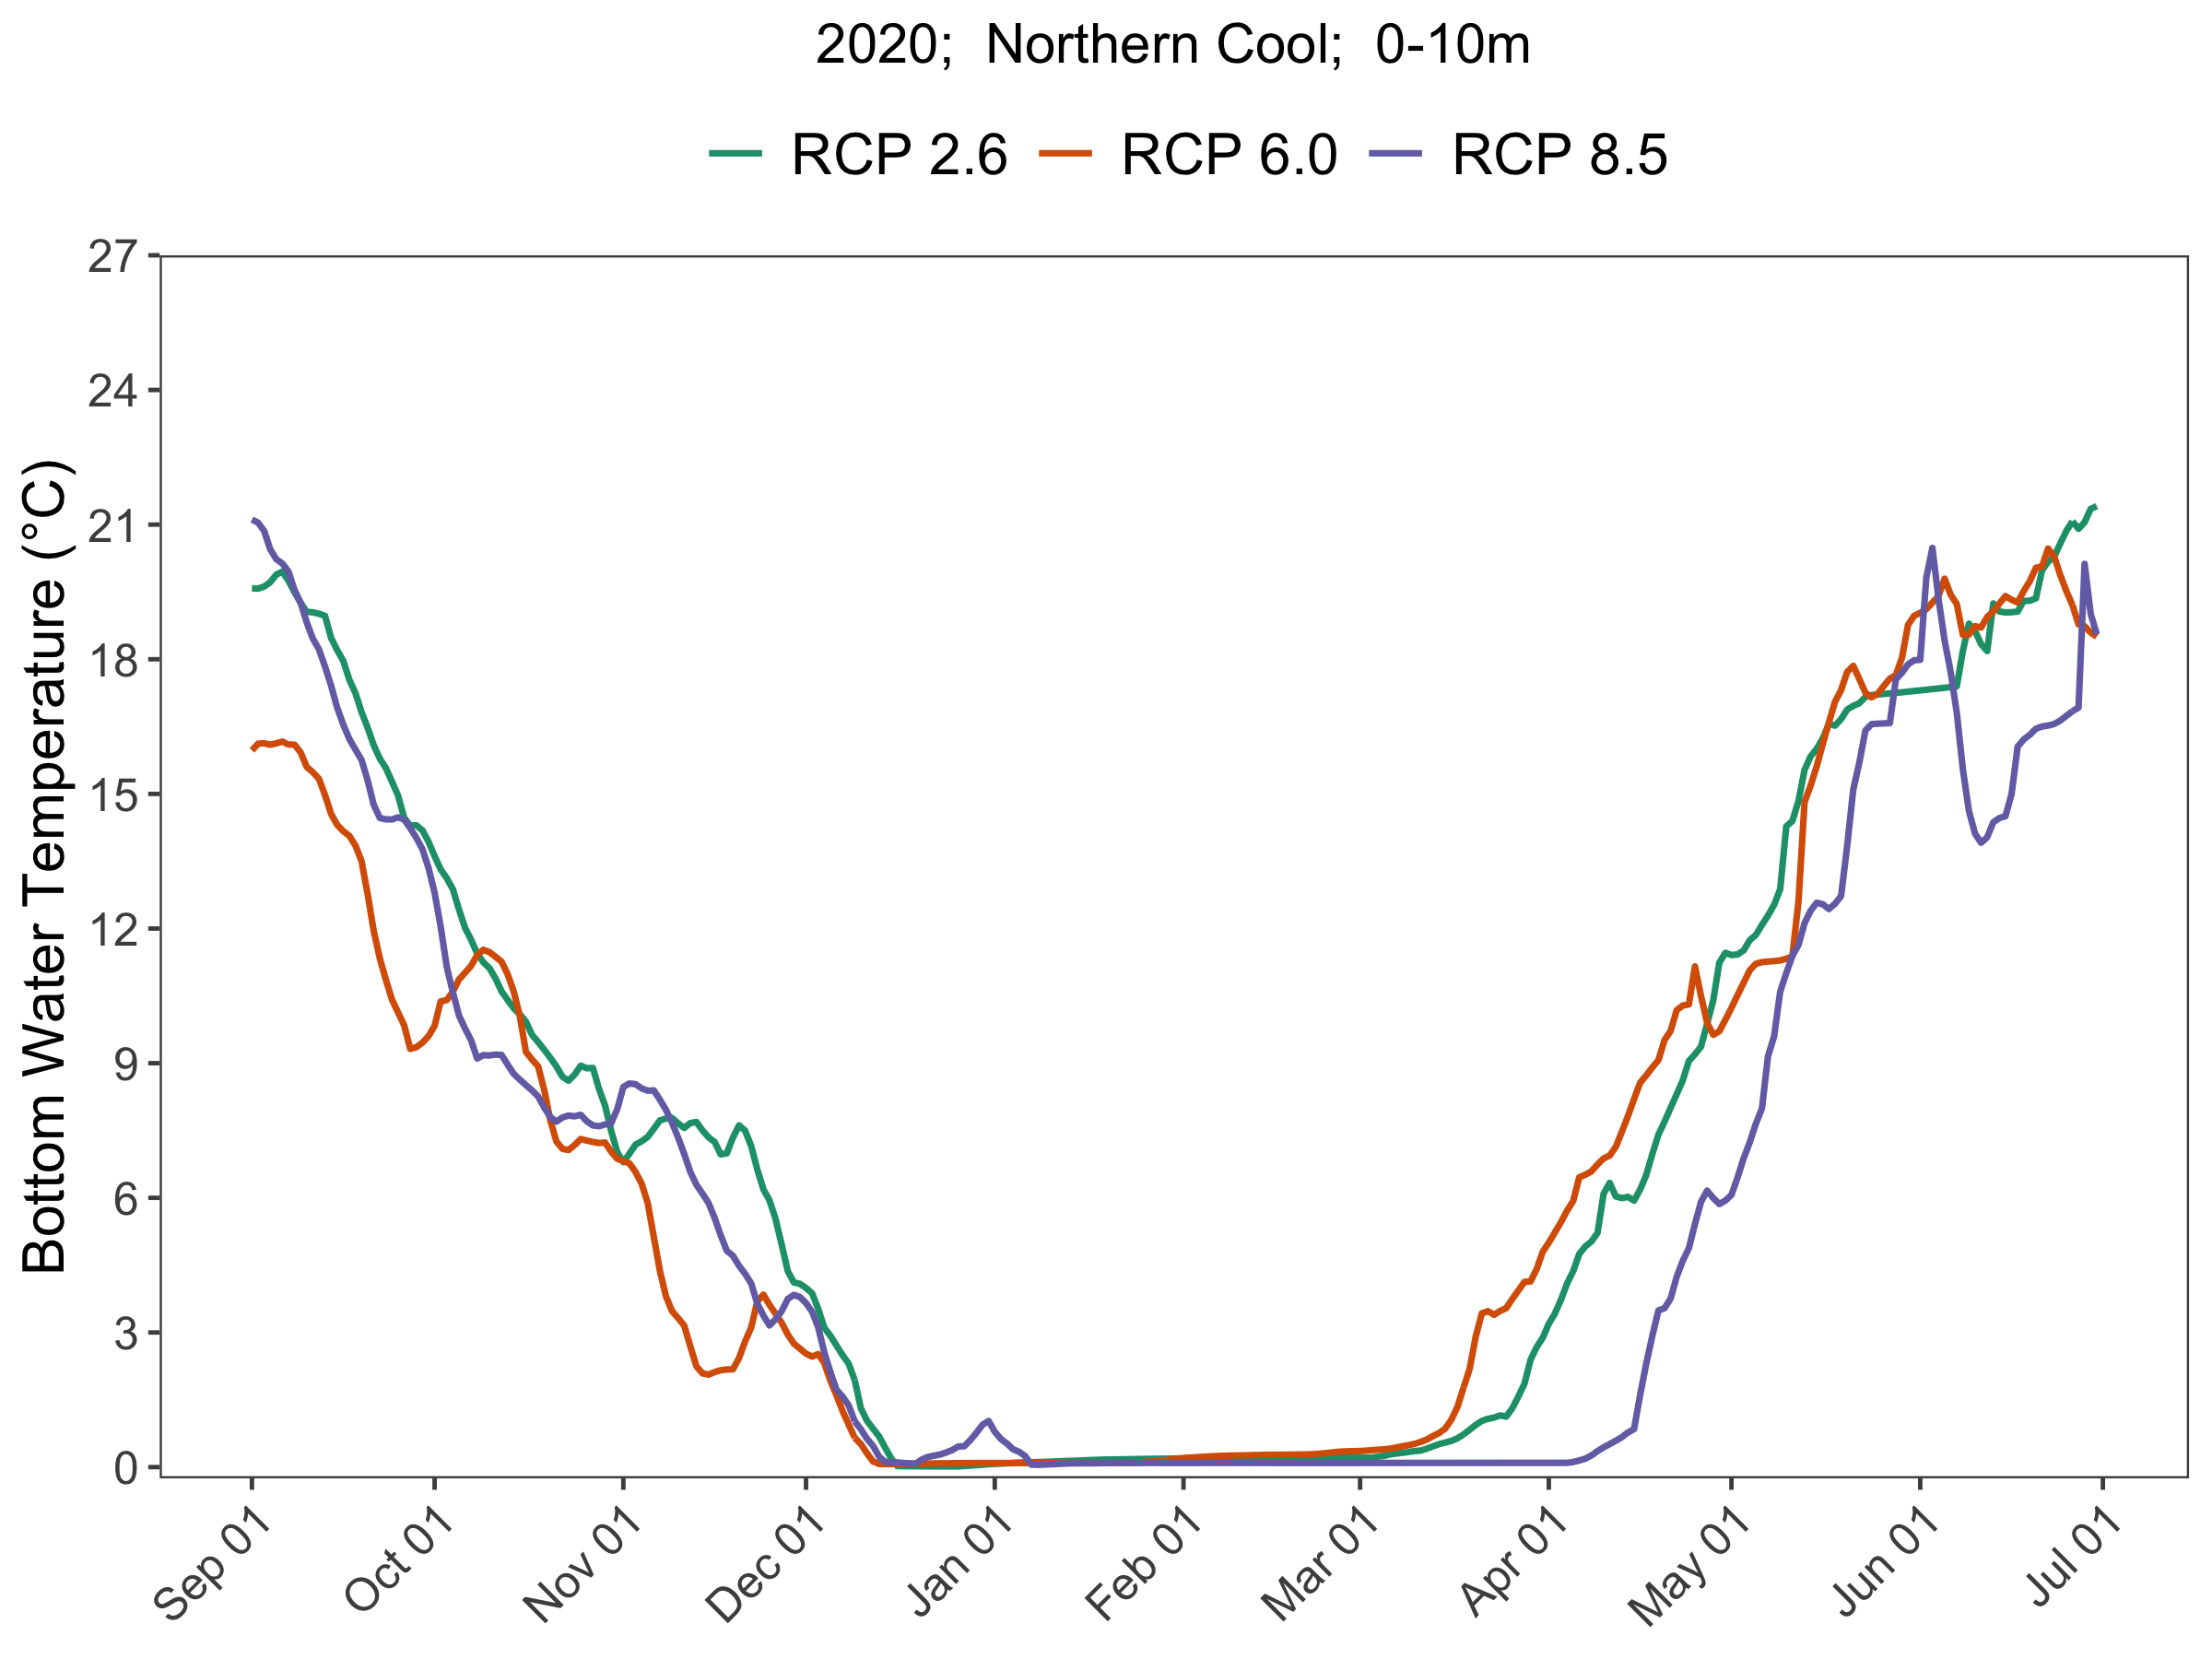 2020;  Northern Cool;  0-10m
RCP 2.6 RCP 6.0 RCP 8.5
Bottom Water Temperature (°C)
27
24
21
18
15
12
9
6
3
0
Sep 01 Oct 01 Nov 01 Dec 01 Jan 01 Feb 01 Mar 01 Apr 01 May 01 Jun 01 Jul 01